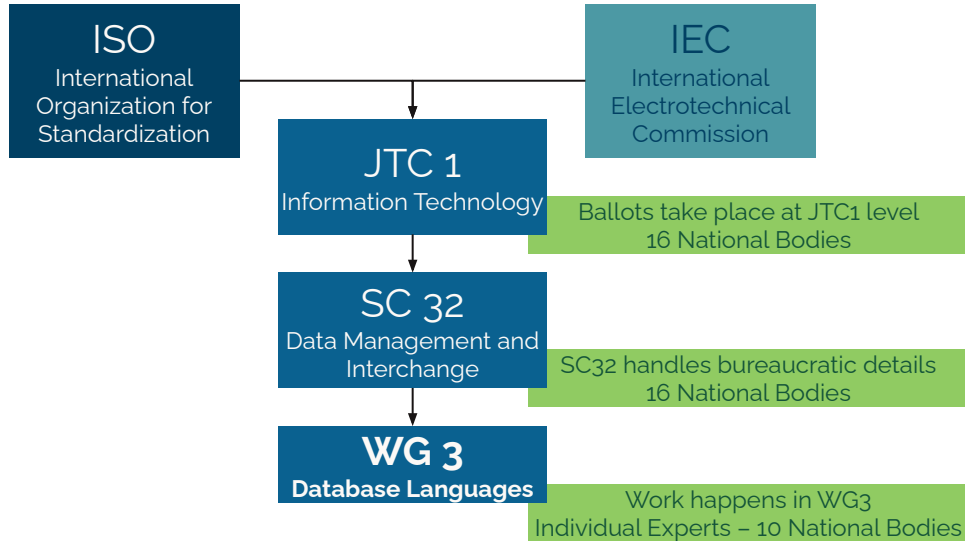 ISO
International
Organization for
Standardization
IEC
International
Electrotechnical
Commission
JTC 1
Information Technology
Ballots take place at JTC1 level
16 National Bodies
SC 32
Data Management and
Interchange
SC32 handles bureaucratic details
16 National Bodies
WG 3
Database Languages
Work happens in WG3
Individual Experts – 10 National Bodies